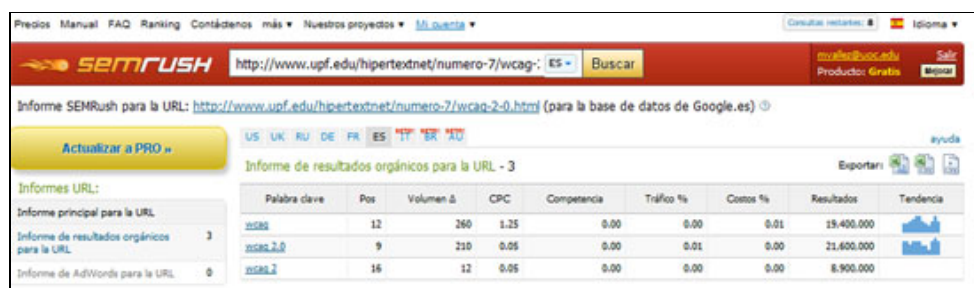 Precios Manual FAQ Ranking Contáctenos más ▾ Nuestros proyectos ▾ Mi cuenta ▾ Consultas restantes: 8 Idioma ▾
SEMRUSH http://www.upf.edu/hipertextnet/numero-7/wcag-: ES Buscar mvallez@uoc.edu Salir
Producto: Gratis Mejorar
Informe SEMRush para la URL: http://www.upf.edu/hipertextnet/numero-7/wcag-2-0.html (para la base de datos de Google.es)
Actualizar a PRO »
US UK RU DE FR ES IT BR AU ayuda
Informe de resultados orgánicos para la URL - 3 Exportar:
Informes URL:
Informe principal para la URL
Informe de resultados orgánicos para la URL 3
Informe de AdWords para la URL 0
Palabra clave Pos Volumen Δ CPC Competencia Tráfico % Costos % Resultados Tendencia
wcag 12 260 1.25 0.00 0.00 0.01 19.400.000
wcag 2.0 9 210 0.05 0.00 0.01 0.00 21.600.000
wcag 2 16 12 0.05 0.00 0.00 0.00 8.900.000